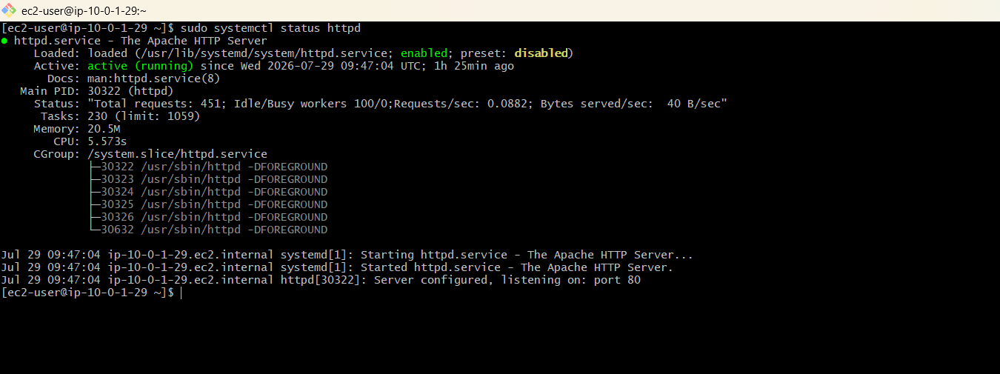 ec2-user@ip-10-0-1-29:~
[ec2-user@ip-10-0-1-29 ~]$ sudo systemctl status httpd
● httpd.service - The Apache HTTP Server
     Loaded: loaded (/usr/lib/systemd/system/httpd.service; enabled; preset: disabled)
     Active: active (running) since Wed 2026-07-29 09:47:04 UTC; 1h 25min ago
       Docs: man:httpd.service(8)
   Main PID: 30322 (httpd)
     Status: "Total requests: 451; Idle/Busy workers 100/0;Requests/sec: 0.0882; Bytes served/sec:  40 B/sec"
      Tasks: 230 (limit: 1059)
     Memory: 20.5M
        CPU: 5.573s
     CGroup: /system.slice/httpd.service
             ├─30322 /usr/sbin/httpd -DFOREGROUND
             ├─30323 /usr/sbin/httpd -DFOREGROUND
             ├─30324 /usr/sbin/httpd -DFOREGROUND
             ├─30325 /usr/sbin/httpd -DFOREGROUND
             ├─30326 /usr/sbin/httpd -DFOREGROUND
             └─30632 /usr/sbin/httpd -DFOREGROUND

Jul 29 09:47:04 ip-10-0-1-29.ec2.internal systemd[1]: Starting httpd.service - The Apache HTTP Server...
Jul 29 09:47:04 ip-10-0-1-29.ec2.internal systemd[1]: Started httpd.service - The Apache HTTP Server.
Jul 29 09:47:04 ip-10-0-1-29.ec2.internal httpd[30322]: Server configured, listening on: port 80
[ec2-user@ip-10-0-1-29 ~]$